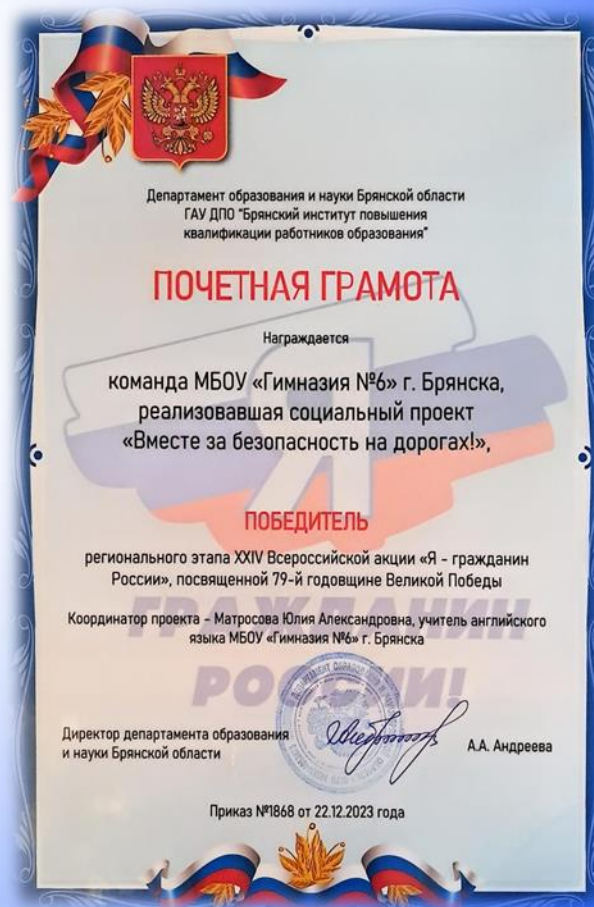 Департамент образования и науки Брянской области
ГАУ ДПО "Брянский институт повышения
квалификации работников образования"
ПОЧЕТНАЯ ГРАМОТА
Награждается
команда МБОУ «Гимназия №6» г. Брянска,
реализовавшая социальный проект
«Вместе за безопасность на дорогах!»,
Я
ПОБЕДИТЕЛЬ
регионального этапа XXIV Всероссийской акции «Я - гражданин
России», посвященной 79-й годовщине Великой Победы
ГРАЖДАНИН
Координатор проекта - Матросова Юлия Александровна, учитель английского
языка МБОУ «Гимназия №6» г. Брянска
РОССИИ!
Директор департамента образования
и науки Брянской области
А.А. Андреева
Приказ №1868 от 22.12.2023 года